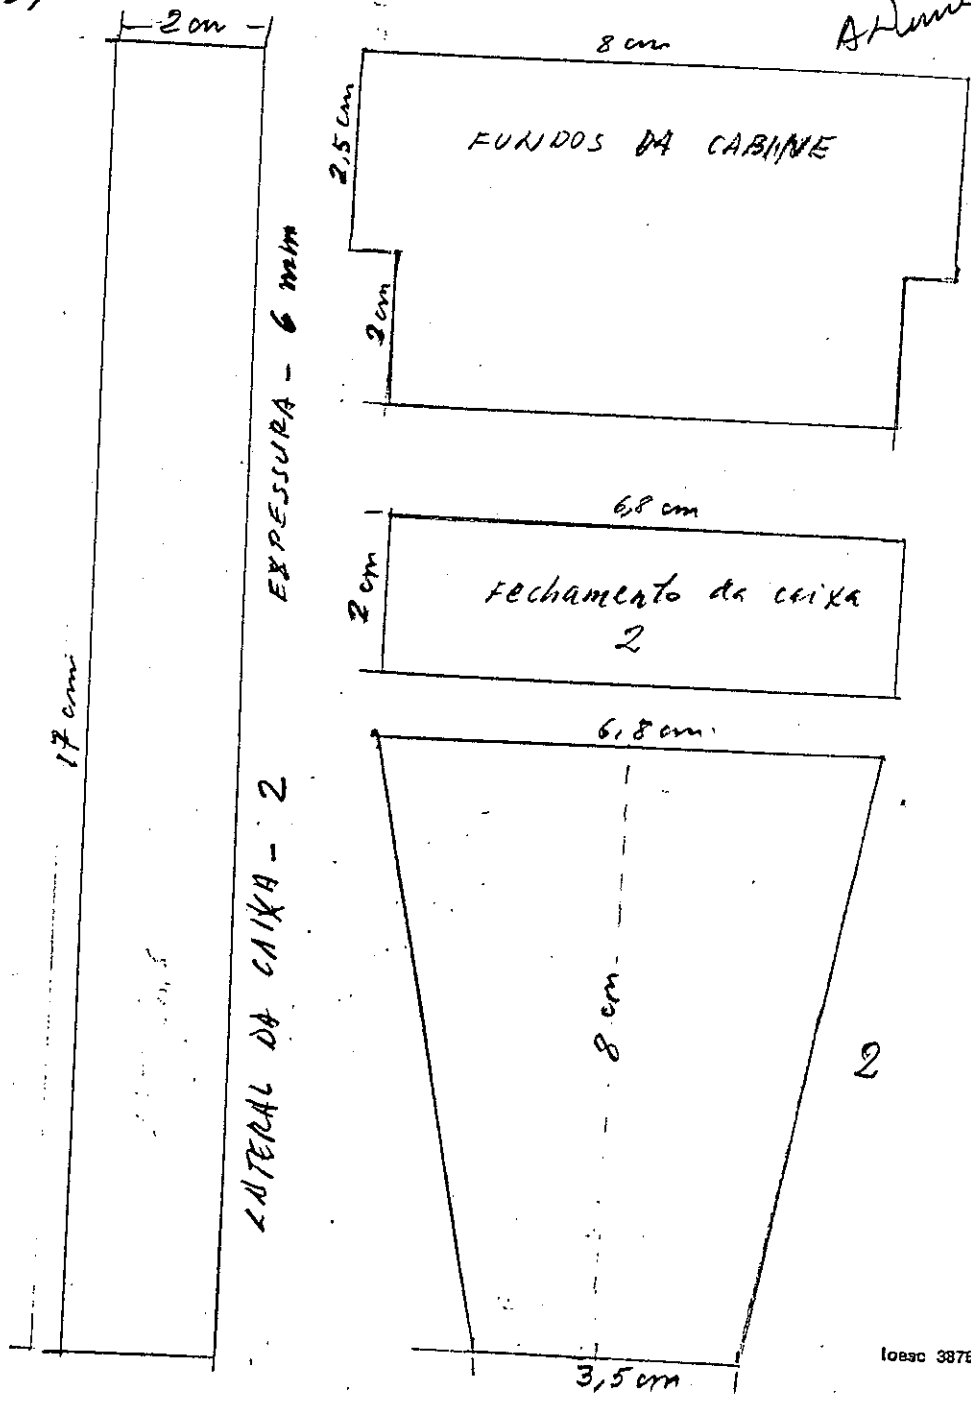 2 cm
17 cm
EXPESSURA - 6 m/m
LATERAL DA CAIXA - 2
8 cm
2,5 cm
FUNDOS DA CABINE
2 cm
6,8 cm
2 cm
Fechamento da caixa
2
6,8 cm
8 cm
2
3,5 cm
Ioesc 3878